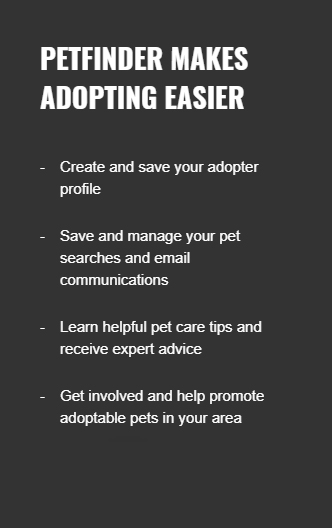 PETFINDER MAKES
ADOPTING EASIER
- Create and save your adopter
profile
- Save and manage your pet
searches and email
communications
- Learn helpful pet care tips and
receive expert advice
- Get involved and help promote
adoptable pets in your area